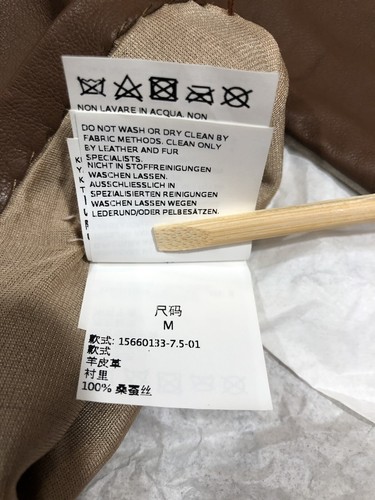 NON LAVARE IN ACQUA. NON
DO NOT WASH OR DRY CLEAN BY
FABRIC METHODS. CLEAN ONLY
BY LEATHER AND FUR
SPECIALISTS.
NICHT IN STOFFREINIGUNGEN
WASCHEN LASSEN.
AUSSCHLIESSLICH IN
SPEZIALISIERTEN REINIGUNGEN
WASCHEN LASSEN WEGEN
LEDERUND/ODER PELBESÄTZEN.
尺码
M
款式: 15660133-7.5-01
款式
羊皮革
衬里
100% 桑蚕丝